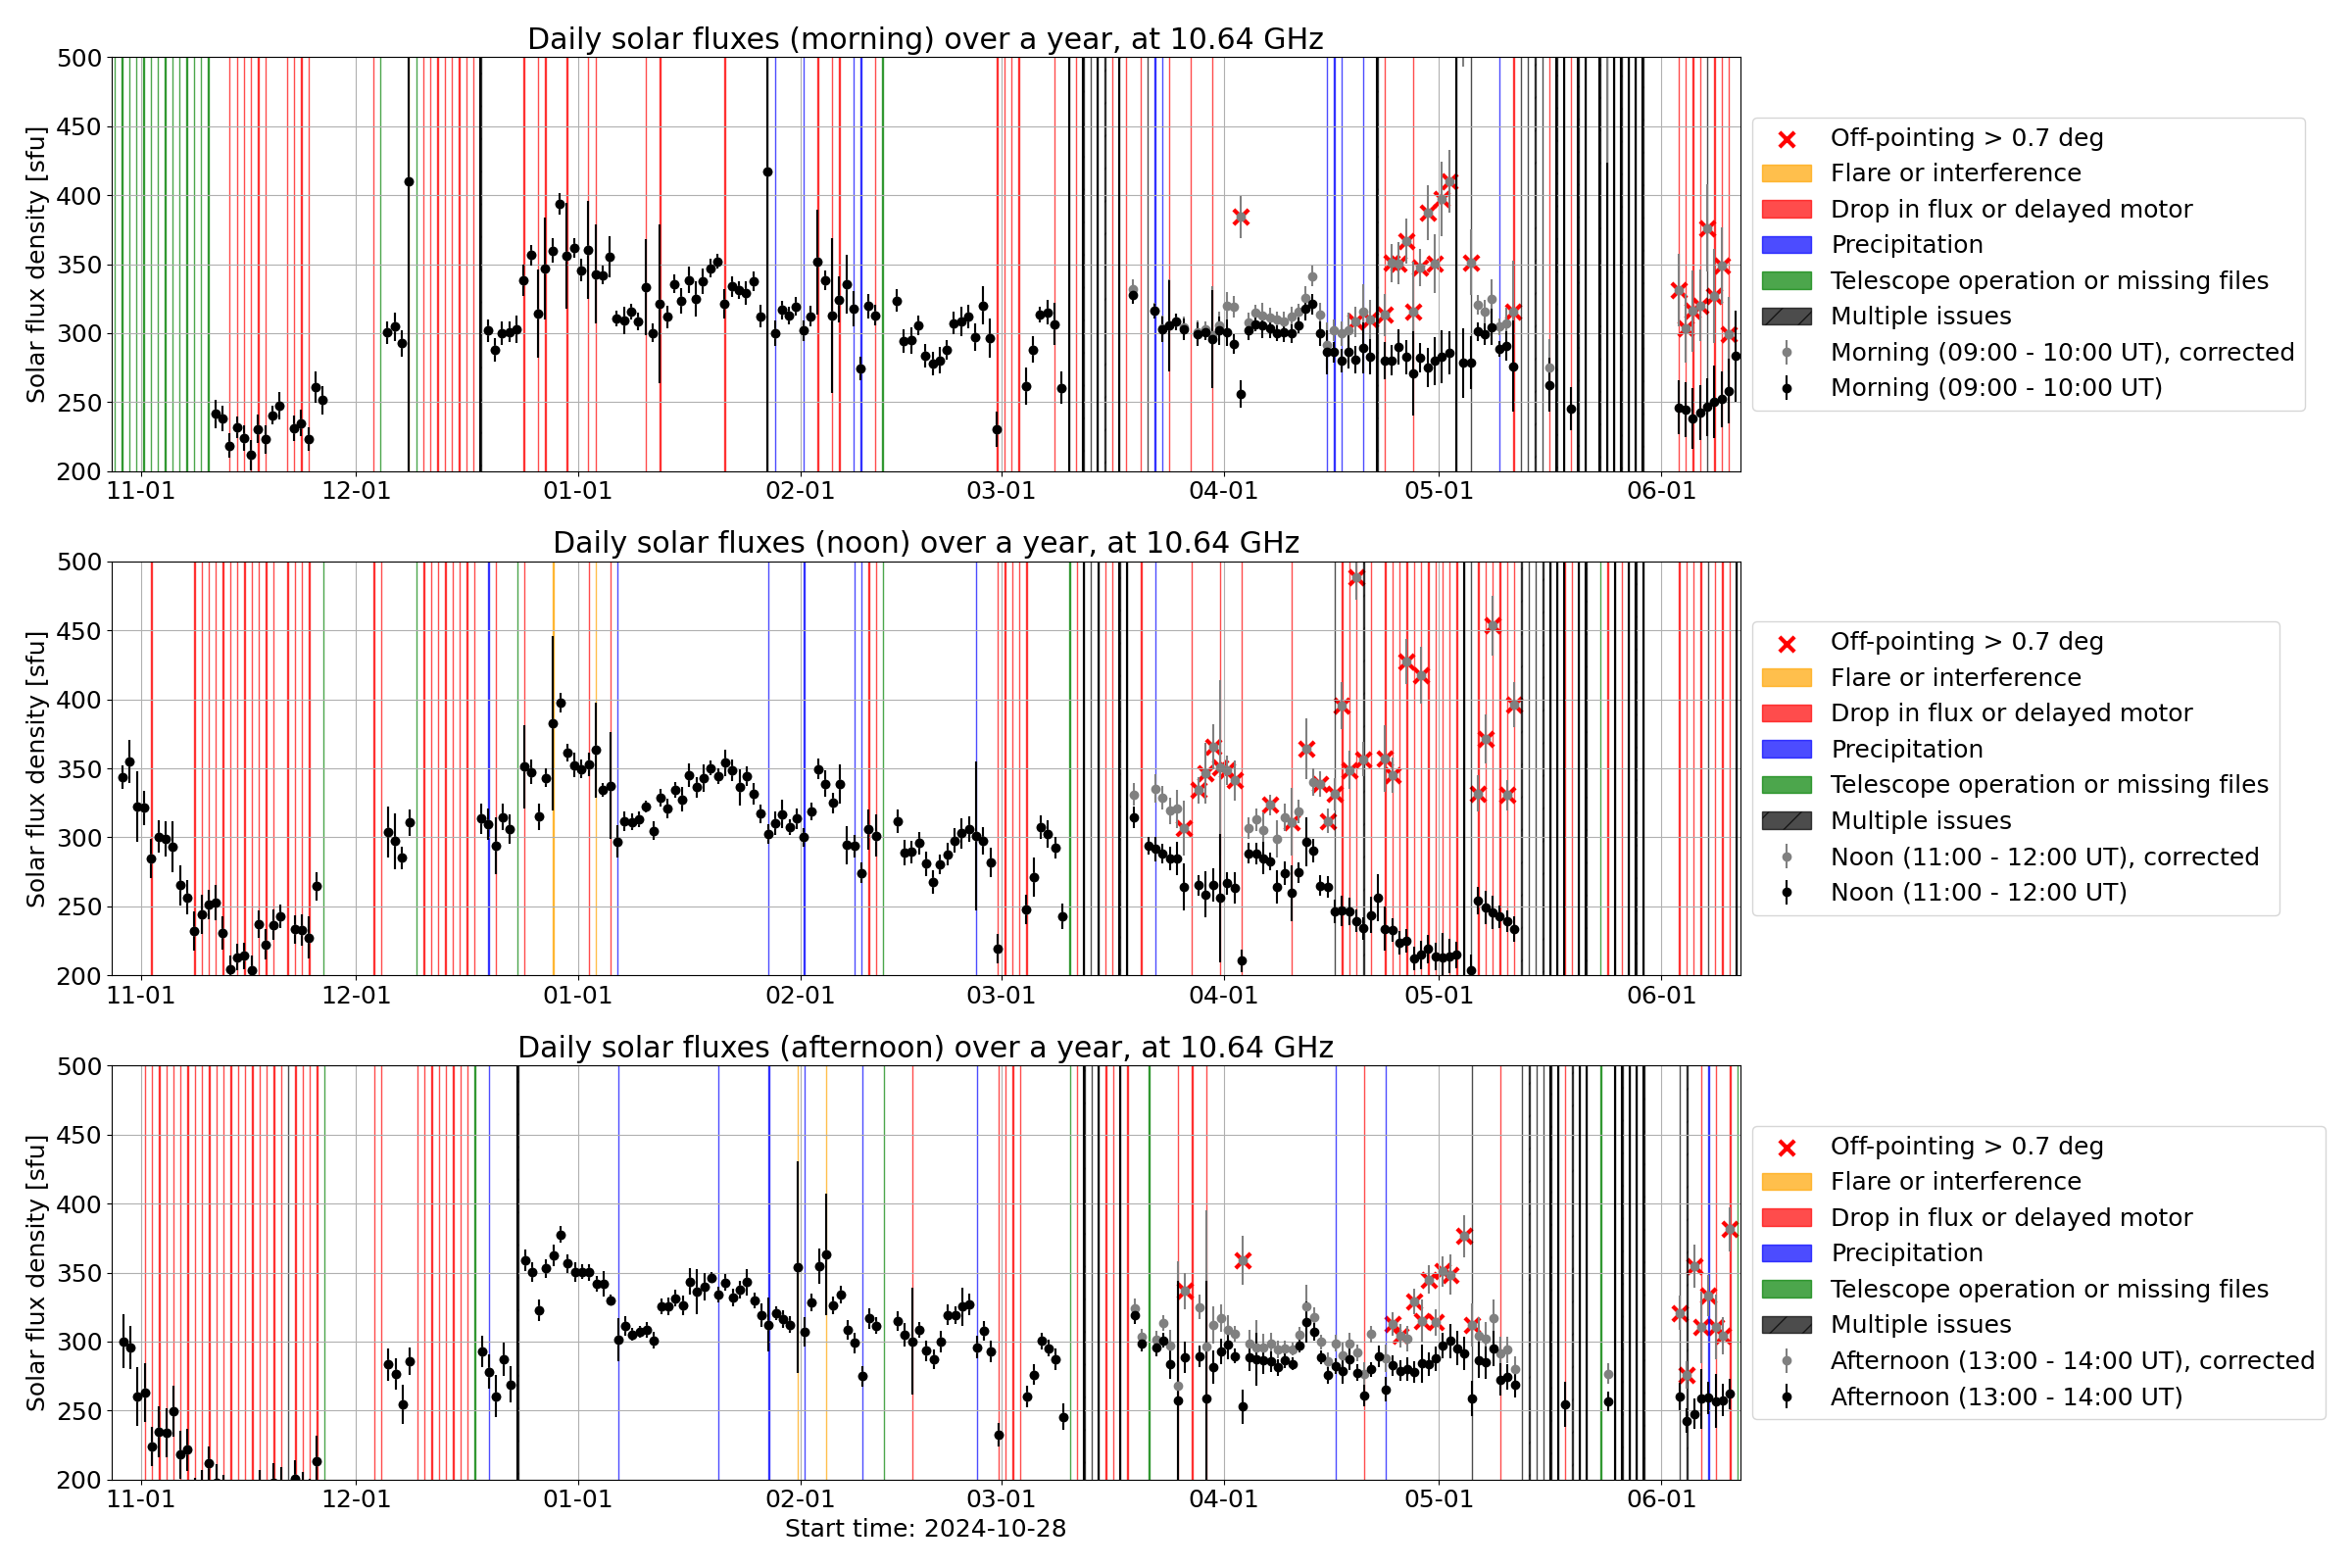 Daily solar fluxes (morning) over a year, at 10.64 GHz
Solar flux density [sfu]
500
450
400
350
300
250
200
11-01 12-01 01-01 02-01 03-01 04-01 05-01 06-01
Off-pointing > 0.7 deg
Flare or interference
Drop in flux or delayed motor
Precipitation
Telescope operation or missing files
Multiple issues
Morning (09:00 - 10:00 UT), corrected
Morning (09:00 - 10:00 UT)
Daily solar fluxes (noon) over a year, at 10.64 GHz
Solar flux density [sfu]
500
450
400
350
300
250
200
11-01 12-01 01-01 02-01 03-01 04-01 05-01 06-01
Off-pointing > 0.7 deg
Flare or interference
Drop in flux or delayed motor
Precipitation
Telescope operation or missing files
Multiple issues
Noon (11:00 - 12:00 UT), corrected
Noon (11:00 - 12:00 UT)
Daily solar fluxes (afternoon) over a year, at 10.64 GHz
Solar flux density [sfu]
500
450
400
350
300
250
200
11-01 12-01 01-01 02-01 03-01 04-01 05-01 06-01
Start time: 2024-10-28
Off-pointing > 0.7 deg
Flare or interference
Drop in flux or delayed motor
Precipitation
Telescope operation or missing files
Multiple issues
Afternoon (13:00 - 14:00 UT), corrected
Afternoon (13:00 - 14:00 UT)